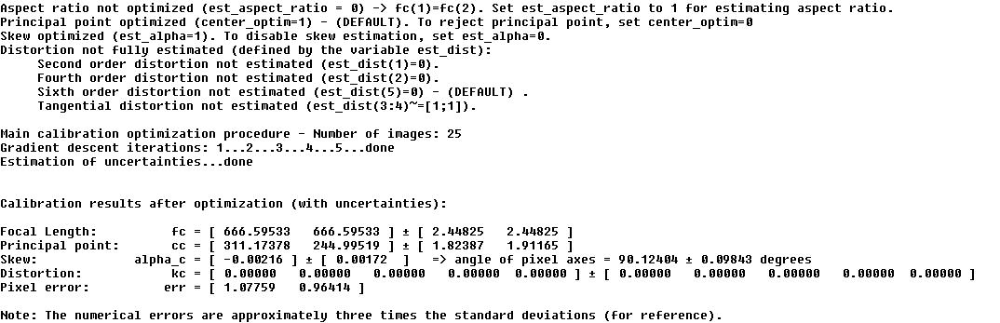 Aspect ratio not optimized (est_aspect_ratio = 0) -> fc(1)=fc(2). Set est_aspect_ratio to 1 for estimating aspect ratio.
Principal point optimized (center_optim=1) - (DEFAULT). To reject principal point, set center_optim=0
Skew optimized (est_alpha=1). To disable skew estimation, set est_alpha=0.
Distortion not fully estimated (defined by the variable est_dist):
     Second order distortion not estimated (est_dist(1)=0).
     Fourth order distortion not estimated (est_dist(2)=0).
     Sixth order distortion not estimated (est_dist(5)=0) - (DEFAULT) .
     Tangential distortion not estimated (est_dist(3:4)~=[1;1]).

Main calibration optimization procedure - Number of images: 25
Gradient descent iterations: 1...2...3...4...5...done
Estimation of uncertainties...done

Calibration results after optimization (with uncertainties):

Focal Length:          fc = [ 666.59533   666.59533 ] ± [ 2.44825   2.44825 ]
Principal point:       cc = [ 311.17378   244.99519 ] ± [ 1.82387   1.91165 ]
Skew:             alpha_c = [ -0.00216 ] ± [ 0.00172  ]   => angle of pixel axes = 90.12404 ± 0.09843 degrees
Distortion:            kc = [ 0.00000   0.00000   0.00000   0.00000  0.00000 ] ± [ 0.00000   0.00000   0.00000   0.00000  0.00000 ]
Pixel error:          err = [ 1.07759   0.96414 ]

Note: The numerical errors are approximately three times the standard deviations (for reference).